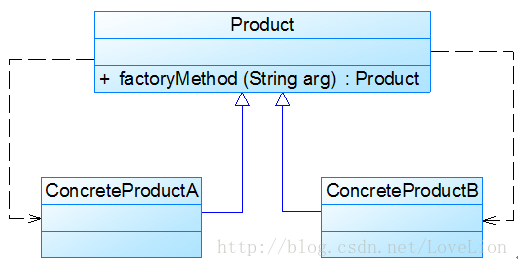 Product
+ factoryMethod (String arg) : Product
ConcreteProductA
ConcreteProductB
http://blog.csdn.net/LoveLion